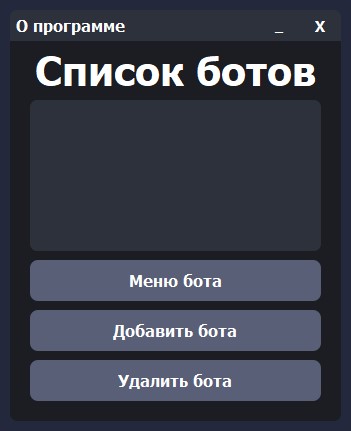 О программе _ X
Список ботов
Меню бота
Добавить бота
Удалить бота